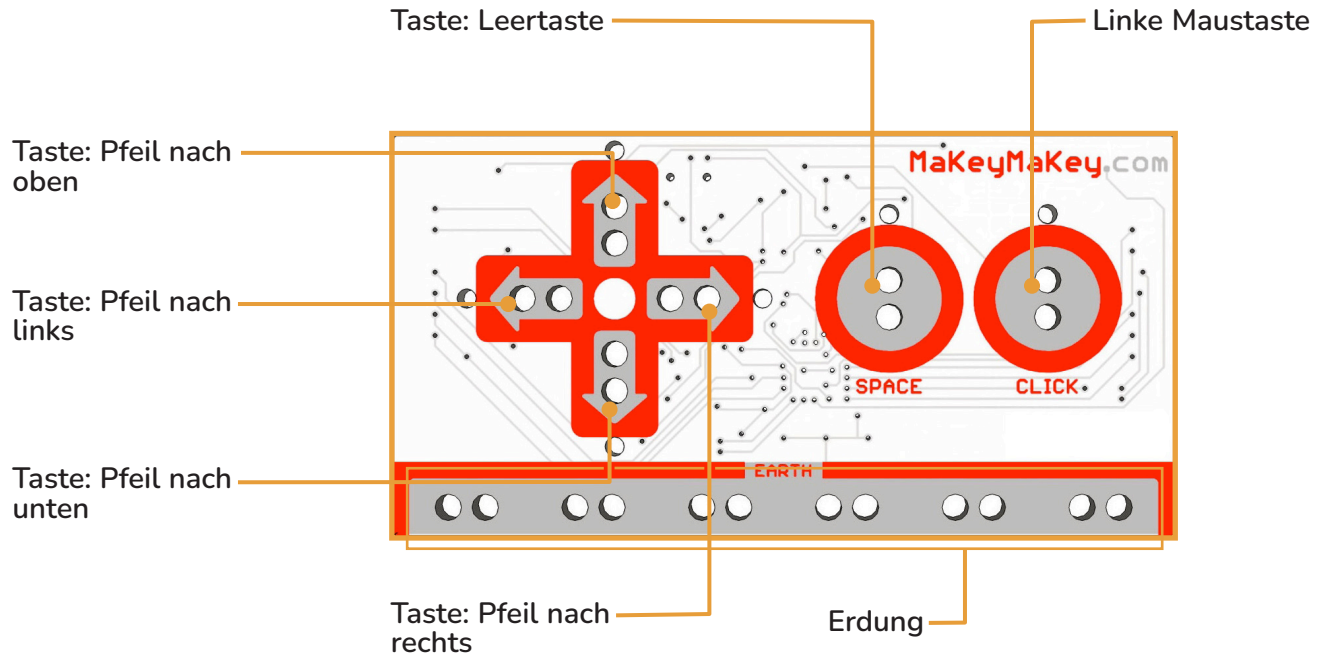 Taste: Leertaste
Linke Maustaste
Taste: Pfeil nach
oben
MaKeyMaKey.com
Taste: Pfeil nach
links
SPACE
CLICK
EARTH
Taste: Pfeil nach
unten
Taste: Pfeil nach
rechts
Erdung